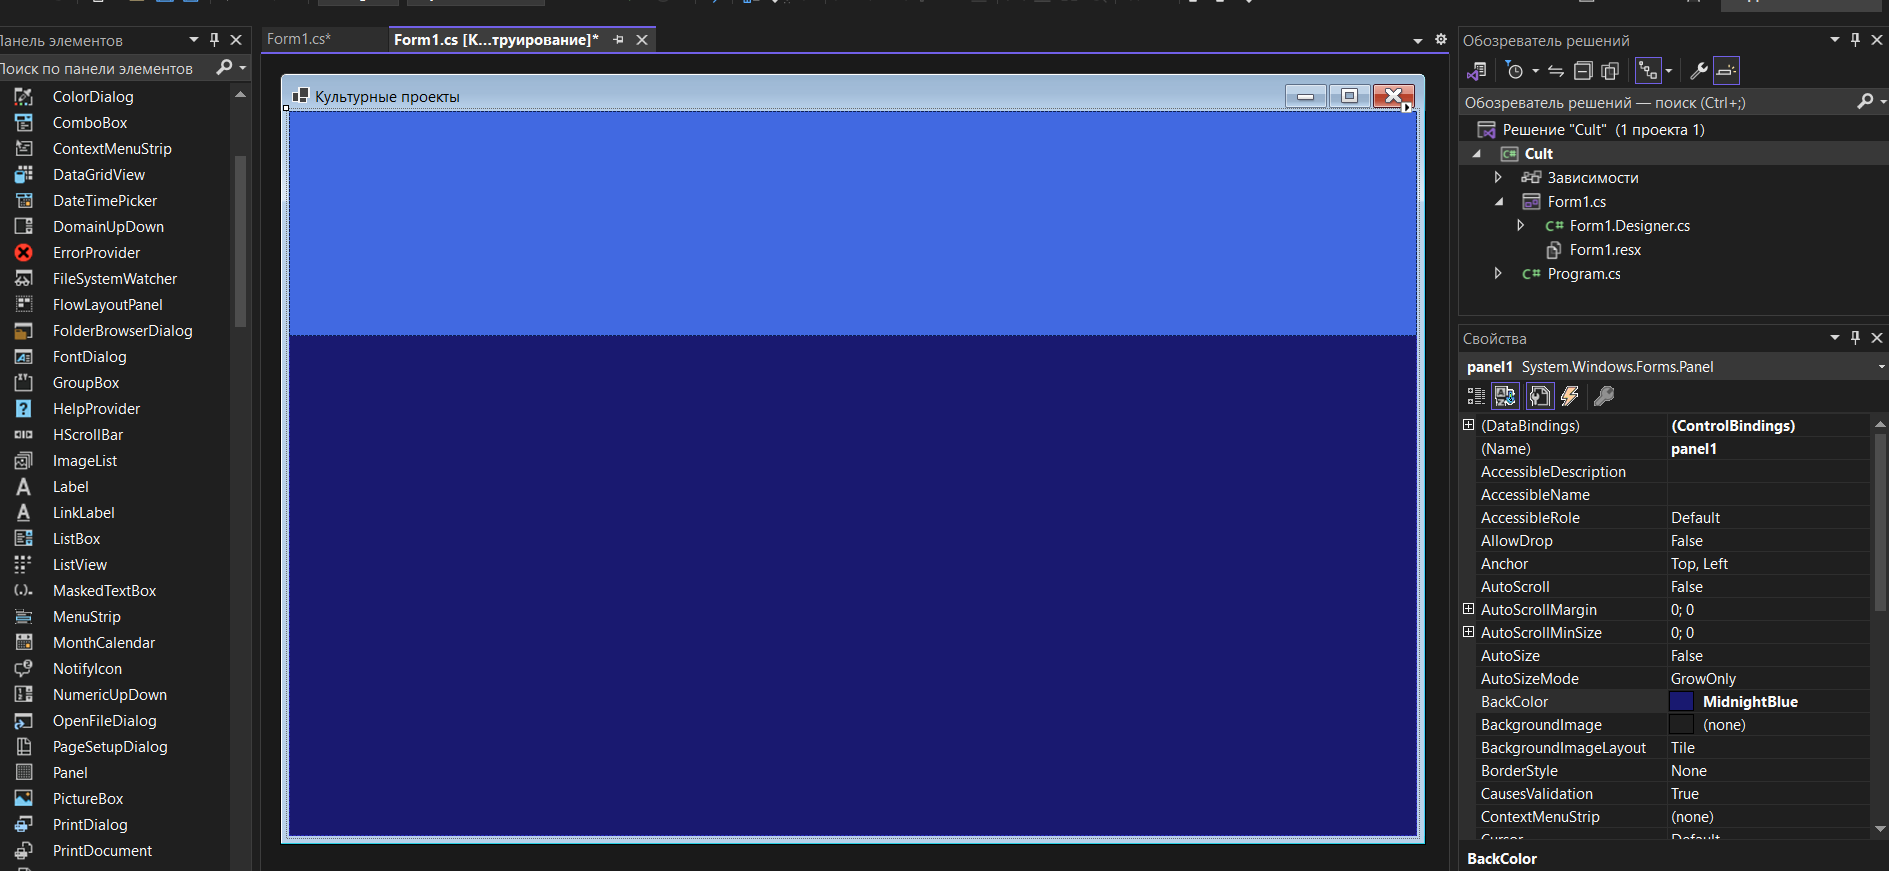 Form1.cs*
Form1.cs [К...труирование]*
Панель элементов
Поиск по панели элементов
ColorDialog
ComboBox
ContextMenuStrip
DataGridView
DateTimePicker
DomainUpDown
ErrorProvider
FileSystemWatcher
FlowLayoutPanel
FolderBrowserDialog
FontDialog
GroupBox
HelpProvider
HScrollBar
ImageList
Label
LinkLabel
ListBox
ListView
MaskedTextBox
MenuStrip
MonthCalendar
NotifyIcon
NumericUpDown
OpenFileDialog
PageSetupDialog
Panel
PictureBox
PrintDialog
PrintDocument
Культурные проекты
Обозреватель решений
Обозреватель решений — поиск (Ctrl+;)
Решение "Cult" (1 проекта 1)
C# Cult
Зависимости
Form1.cs
C# Form1.Designer.cs
Form1.resx
C# Program.cs
Свойства
panel1 System.Windows.Forms.Panel
(DataBindings) (ControlBindings)
(Name) panel1
AccessibleDescription
AccessibleName
AccessibleRole Default
AllowDrop False
Anchor Top, Left
AutoScroll False
AutoScrollMargin 0; 0
AutoScrollMinSize 0; 0
AutoSize False
AutoSizeMode GrowOnly
BackColor MidnightBlue
BackgroundImage (none)
BackgroundImageLayout Tile
BorderStyle None
CausesValidation True
ContextMenuStrip (none)
Cursor Default
BackColor